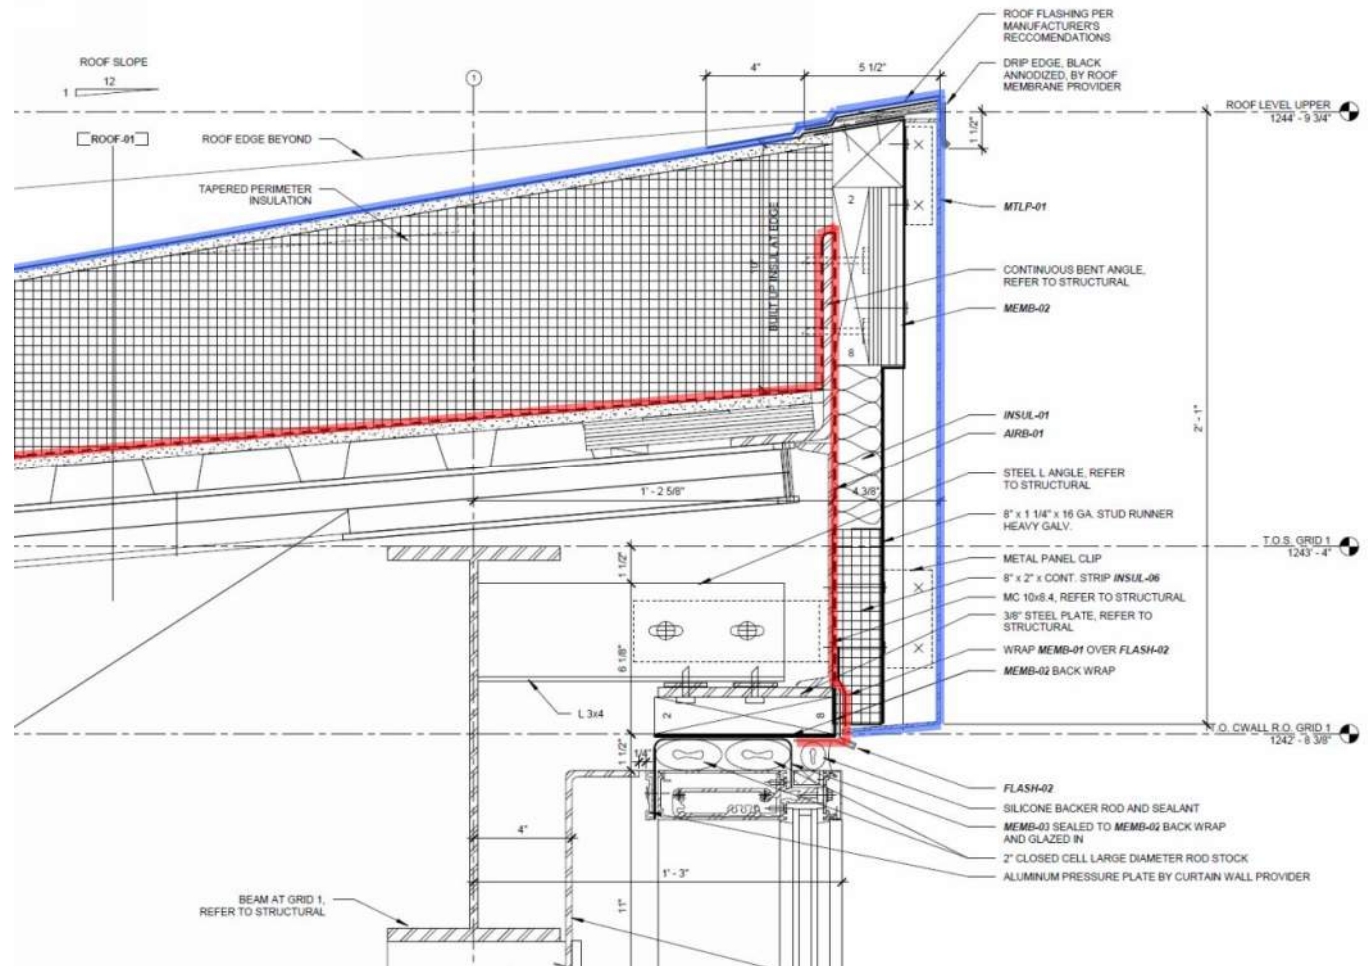 ROOF SLOPE
12
1
ROOF-01
ROOF EDGE BEYOND
TAPERED PERIMETER
INSULATION
1
4"
5 1/2"
1 1/2"
ROOF FLASHING PER
MANUFACTURER'S
RECCOMENDATIONS
DRIP EDGE, BLACK
ANNODIZED, BY ROOF
MEMBRANE PROVIDER
ROOF LEVEL UPPER
1244' - 9 3/4"
MTLP-01
2
BUILT UP INSUL AT EDGE
10"
8
CONTINUOUS BENT ANGLE,
REFER TO STRUCTURAL
MEMB-02
INSUL-01
AIRB-01
2' - 1"
STEEL L ANGLE, REFER
TO STRUCTURAL
1' - 2 5/8"
4 3/8"
8" x 1 1/4" x 16 GA. STUD RUNNER
HEAVY GALV.
T.O.S. GRID 1
1243' - 4"
METAL PANEL CLIP
8" x 2" x CONT. STRIP INSUL-06
MC 10x8.4, REFER TO STRUCTURAL
3/8" STEEL PLATE, REFER TO
STRUCTURAL
WRAP MEMB-01 OVER FLASH-02
MEMB-02 BACK WRAP
1 1/2"
6 1/8"
L 3x4
2
8
T.O. CWALL R.O. GRID 1
1242' - 8 3/8"
1 1/2"
1/4"
FLASH-02
SILICONE BACKER ROD AND SEALANT
MEMB-03 SEALED TO MEMB-02 BACK WRAP
AND GLAZED IN
2" CLOSED CELL LARGE DIAMETER ROD STOCK
ALUMINUM PRESSURE PLATE BY CURTAIN WALL PROVIDER
4"
1' - 3"
11"
BEAM AT GRID 1,
REFER TO STRUCTURAL